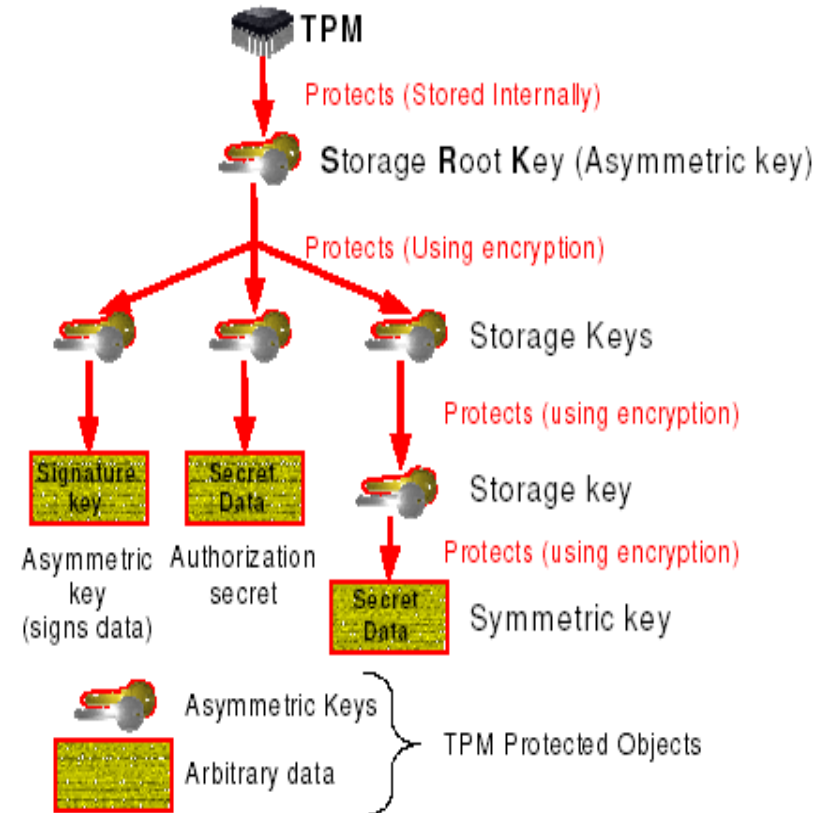 TPM
Protects (Stored Internally)
Storage Root Key (Asymmetric key)
Protects (Using encryption)
Storage Keys
Protects (using encryption)
Signature
key
Secret
Data
Storage key
Asymmetric
key
(signs data)
Authorization
secret
Protects (using encryption)
Secret
Data
Symmetric key
Asymmetric Keys
Arbitrary data
TPM Protected Objects